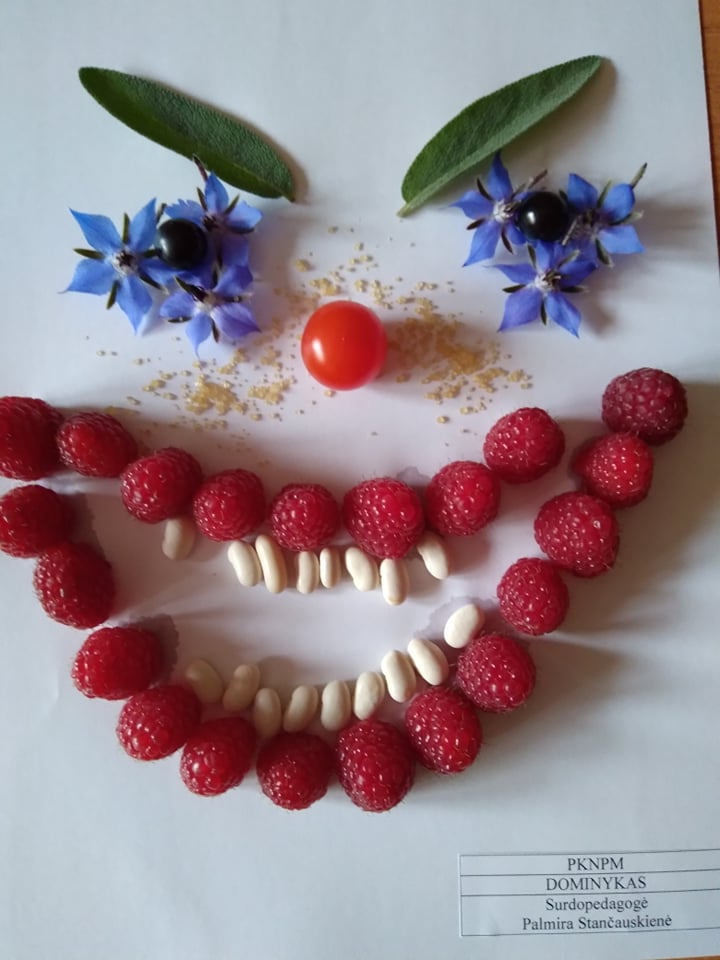 PKNPM
DOMINYKAS
Surdopedagogė
Palmira Stančauskienė